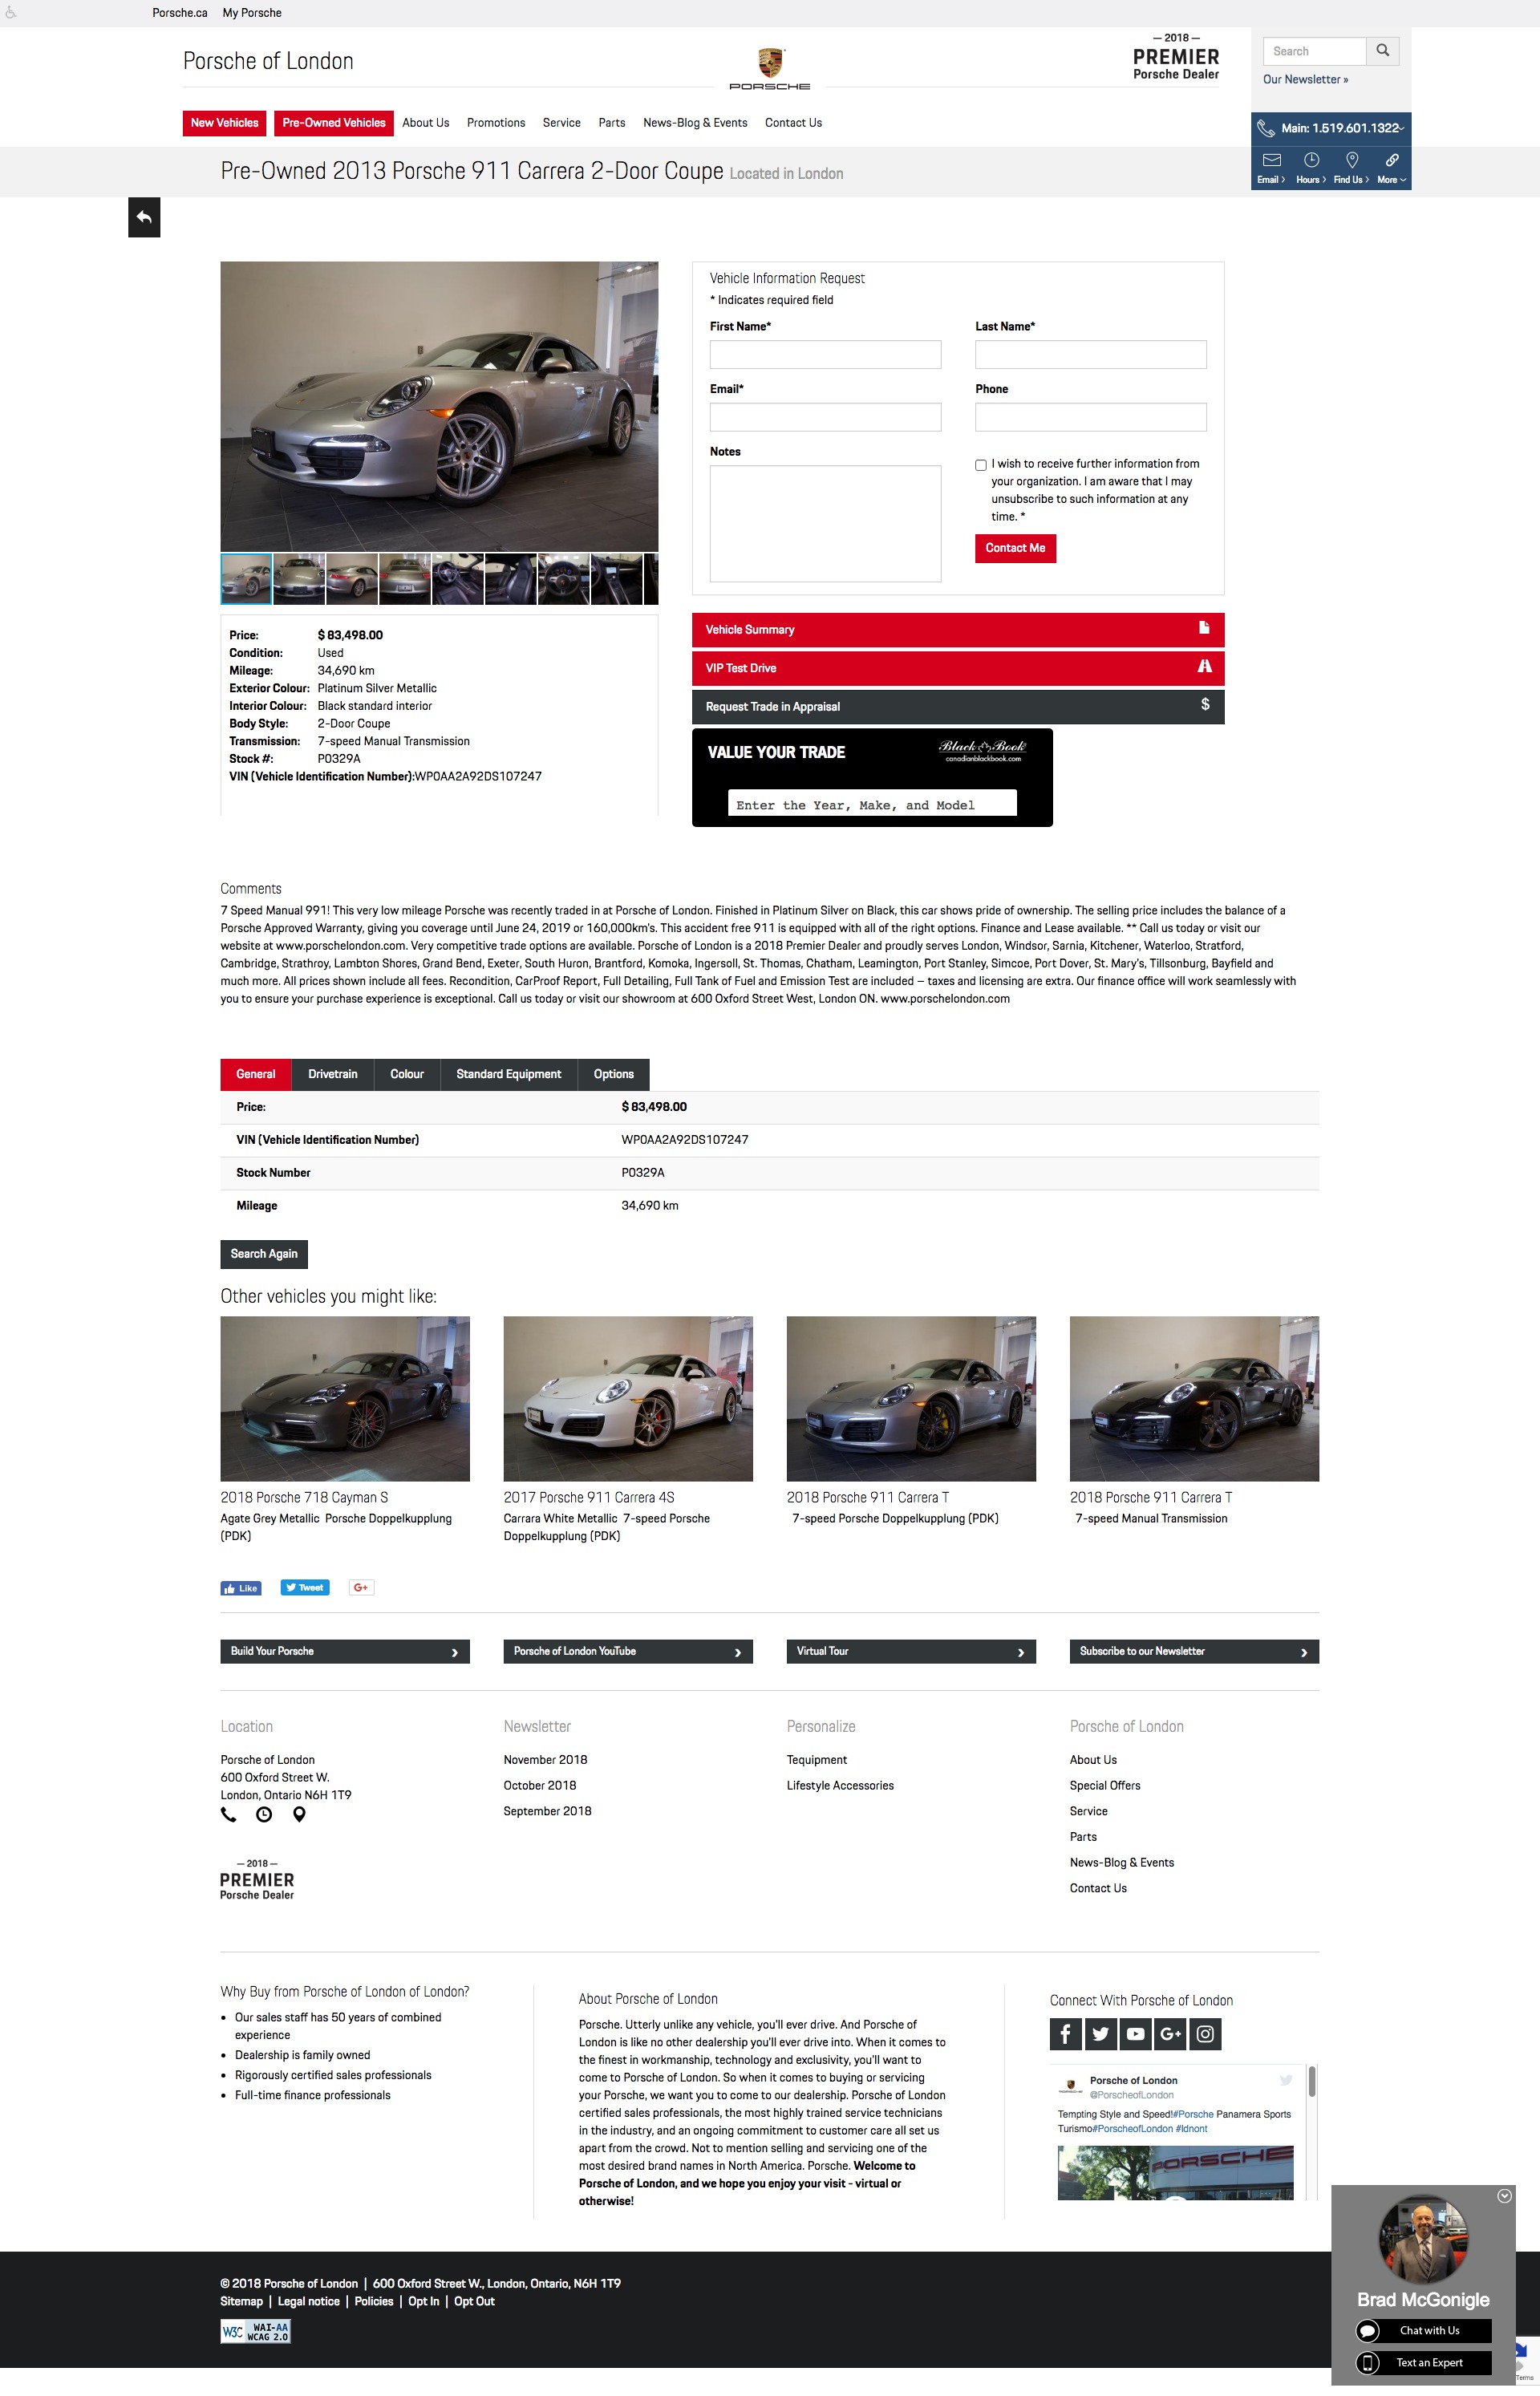 Porsche.ca My Porsche
Porsche of London
PORSCHE
— 2018 —
PREMIER
Porsche Dealer
Search
Our Newsletter »
New Vehicles Pre-Owned Vehicles About Us Promotions Service Parts News-Blog & Events Contact Us
Main: 1.519.601.1322
Email Hours Find Us More
Pre-Owned 2013 Porsche 911 Carrera 2-Door Coupe Located in London
Vehicle Information Request
* Indicates required field
First Name* Last Name*
Email* Phone
Notes
I wish to receive further information from
your organization. I am aware that I may
unsubscribe to such information at any
time. *
Contact Me
Price: $ 83,498.00
Condition: Used
Mileage: 34,690 km
Exterior Colour: Platinum Silver Metallic
Interior Colour: Black standard interior
Body Style: 2-Door Coupe
Transmission: 7-speed Manual Transmission
Stock #: P0329A
VIN (Vehicle Identification Number):WP0AA2A92DS107247
Vehicle Summary
VIP Test Drive
Request Trade in Appraisal $
VALUE YOUR TRADE
Black Book
canadianblackbook.com
Enter the Year, Make, and Model
Comments
7 Speed Manual 991! This very low mileage Porsche was recently traded in at Porsche of London. Finished in Platinum Silver on Black, this car shows pride of ownership. The selling price includes the balance of a
Porsche Approved Warranty, giving you coverage until June 24, 2019 or 160,000km's. This accident free 911 is equipped with all of the right options. Finance and Lease available. ** Call us today or visit our
website at www.porschelondon.com. Very competitive trade options are available. Porsche of London is a 2018 Premier Dealer and proudly serves London, Windsor, Sarnia, Kitchener, Waterloo, Stratford,
Cambridge, Strathroy, Lambton Shores, Grand Bend, Exeter, South Huron, Brantford, Komoka, Ingersoll, St. Thomas, Chatham, Leamington, Port Stanley, Simcoe, Port Dover, St. Mary's, Tillsonburg, Bayfield and
much more. All prices shown include all fees. Recondition, CarProof Report, Full Detailing, Full Tank of Fuel and Emission Test are included – taxes and licensing are extra. Our finance office will work seamlessly with
you to ensure your purchase experience is exceptional. Call us today or visit our showroom at 600 Oxford Street West, London ON. www.porschelondon.com
General Drivetrain Colour Standard Equipment Options
Price: $ 83,498.00
VIN (Vehicle Identification Number) WP0AA2A92DS107247
Stock Number P0329A
Mileage 34,690 km
Search Again
Other vehicles you might like:
2018 Porsche 718 Cayman S
Agate Grey Metallic Porsche Doppelkupplung
(PDK)
2017 Porsche 911 Carrera 4S
Carrara White Metallic 7-speed Porsche
Doppelkupplung (PDK)
2018 Porsche 911 Carrera T
7-speed Porsche Doppelkupplung (PDK)
2018 Porsche 911 Carrera T
7-speed Manual Transmission
Like Tweet G+
Build Your Porsche Porsche of London YouTube Virtual Tour Subscribe to our Newsletter
Location
Porsche of London
600 Oxford Street W.
London, Ontario N6H 1T9
— 2018 —
PREMIER
Porsche Dealer
Newsletter
November 2018
October 2018
September 2018
Personalize
Tequipment
Lifestyle Accessories
Porsche of London
About Us
Special Offers
Service
Parts
News-Blog & Events
Contact Us
Why Buy from Porsche of London of London?
• Our sales staff has 50 years of combined
experience
• Dealership is family owned
• Rigorously certified sales professionals
• Full-time finance professionals
About Porsche of London
Porsche. Utterly unlike any vehicle, you'll ever drive. And Porsche of
London is like no other dealership you'll ever drive into. When it comes to
the finest in workmanship, technology and exclusivity, you'll want to
come to Porsche of London. So when it comes to buying or servicing
your Porsche, we want you to come to our dealership. Porsche of London
certified sales professionals, the most highly trained service technicians
in the industry, and an ongoing commitment to customer care all set us
apart from the crowd. Not to mention selling and servicing one of the
most desired brand names in North America. Porsche. Welcome to
Porsche of London, and we hope you enjoy your visit - virtual or
otherwise!
Connect With Porsche of London
G+
Porsche of London
@PorscheofLondon
Tempting Style and Speed!#Porsche Panamera Sports
Turismo#PorscheofLondon #ldnont
PORSCHE
Brad McGonigle
Chat with Us
Text an Expert
Terms
© 2018 Porsche of London | 600 Oxford Street W., London, Ontario, N6H 1T9
Sitemap | Legal notice | Policies | Opt In | Opt Out
W3C WAI-AA
WCAG 2.0